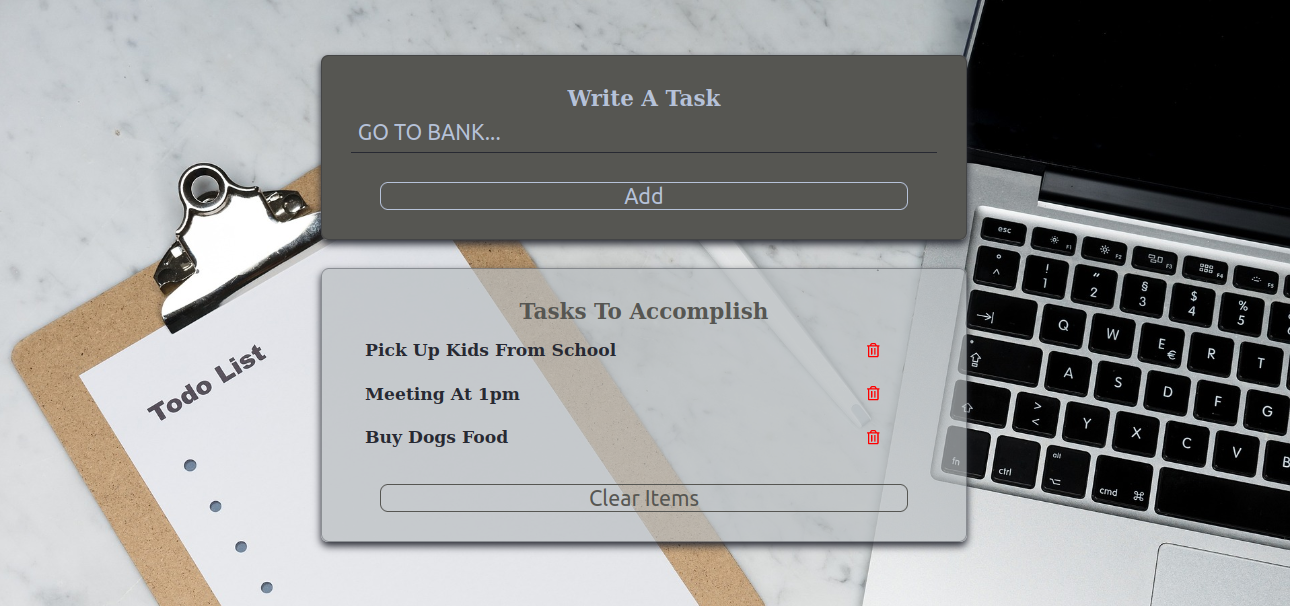 Write A Task
GO TO BANK...
Add
Tasks To Accomplish
Pick Up Kids From School
Meeting At 1pm
Buy Dogs Food
Clear Items
Todo List
esc
F1
F2
F3
F4
F5
° ^
! 1
“ 2
§ 3
$ 4
% 5
Q W E € R T
A S D F G
> < Y X C V B
fn ctrl alt cmd